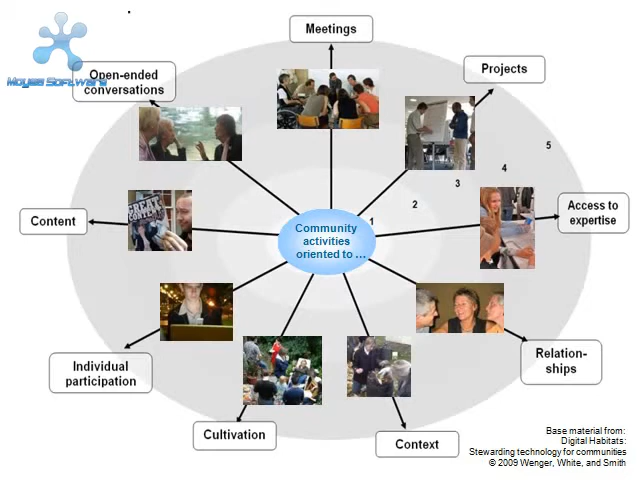 Meetings
Projects
Moyea Software
Open-ended
conversations
5
4
3
2
1
Content
Access to
expertise
Community
activities
oriented to ...
GREAT
CONTENT
Individual
participation
Relation-
ships
Cultivation
Context
Base material from:
Digital Habitats:
Stewarding technology for communities
© 2009 Wenger, White, and Smith